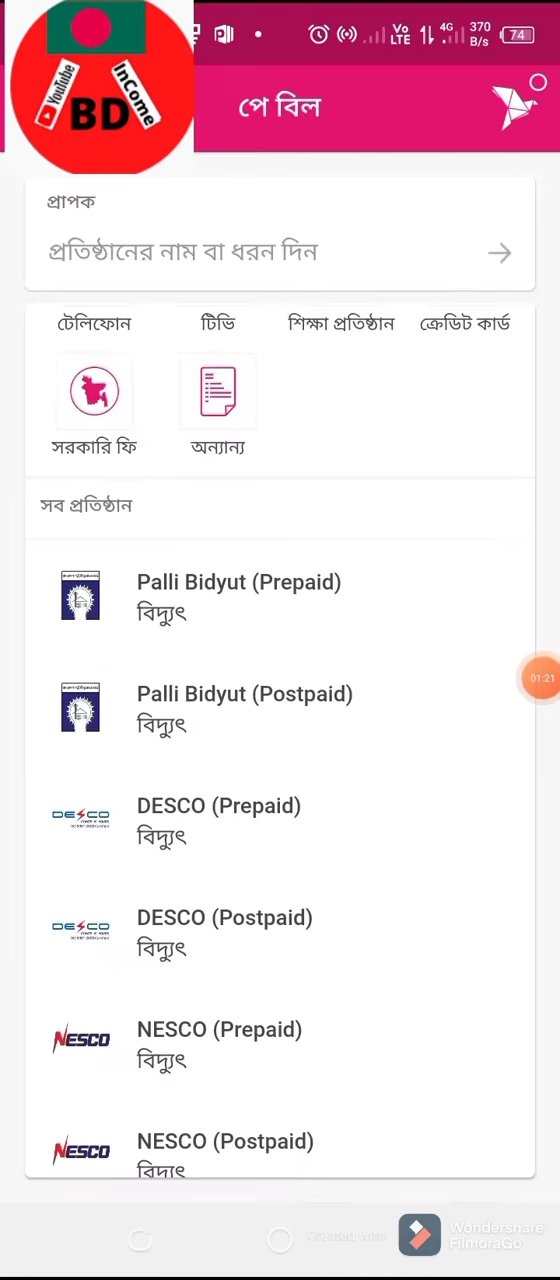 YouTube
InCome
BD
Vo
LTE
4G
370
B/s
74
পে বিল
প্রাপক
প্রতিষ্ঠানের নাম বা ধরন দিন
টেলিফোন টিভি শিক্ষা প্রতিষ্ঠান ক্রেডিট কার্ড
সরকারি ফি অন্যান্য
সব প্রতিষ্ঠান
Palli Bidyut (Prepaid)
বিদ্যুৎ
01:21
Palli Bidyut (Postpaid)
বিদ্যুৎ
DESCO
DESCO (Prepaid)
বিদ্যুৎ
DESCO
DESCO (Postpaid)
বিদ্যুৎ
NESCO
NESCO (Prepaid)
বিদ্যুৎ
NESCO
NESCO (Postpaid)
বিদ্যুৎ
Created with
Wondershare
FilmoraGo